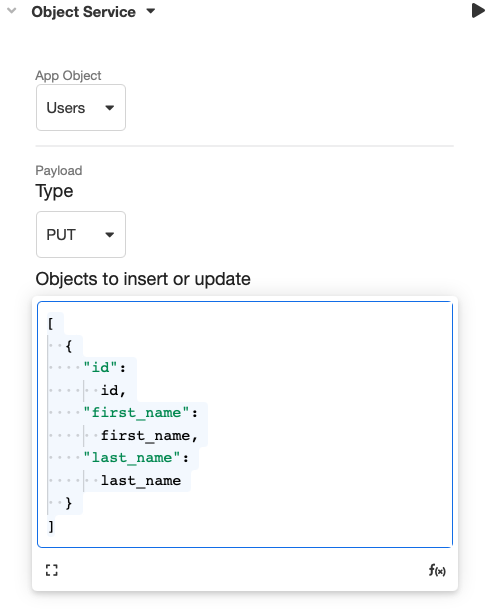 Object Service
App Object
Users
Payload
Type
PUT
Objects to insert or update
[
  {
    "id":
      id,
    "first_name":
      first_name,
    "last_name":
      last_name
  }
]
f(x)